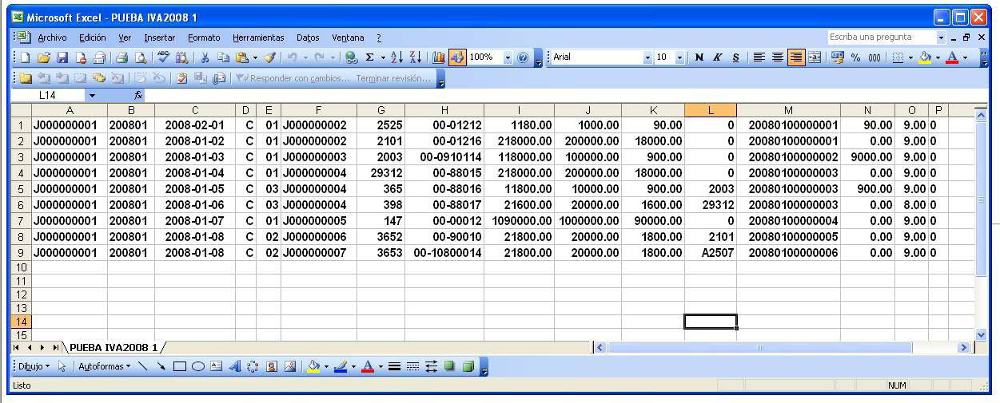 Microsoft Excel - PUEBA IVA2008 1
Archivo Edición Ver Insertar Formato Herramientas Datos Ventana ? Escriba una pregunta
100% Arial 10 N K S % 000 A
Responder con cambios... Terminar revisión...
L14 fx
A B C D E F G H I J K L M N O P
1 J000000001 200801 2008-02-01 C 01 J000000002 2525 00-01212 1180.00 1000.00 90.00 0 20080100000001 90.00 9.00 0
2 J000000001 200801 2008-01-02 C 01 J000000002 2101 00-01216 218000.00 200000.00 18000.00 0 20080100000001 0.00 9.00 0
3 J000000001 200801 2008-01-03 C 01 J000000003 2003 00-0910114 118000.00 100000.00 900.00 0 20080100000002 9000.00 9.00 0
4 J000000001 200801 2008-01-04 C 01 J000000004 29312 00-88015 218000.00 200000.00 18000.00 0 20080100000003 0.00 9.00 0
5 J000000001 200801 2008-01-05 C 03 J000000004 365 00-88016 11800.00 10000.00 900.00 2003 20080100000003 900.00 9.00 0
6 J000000001 200801 2008-01-06 C 03 J000000004 398 00-88017 21600.00 20000.00 1600.00 29312 20080100000003 0.00 8.00 0
7 J000000001 200801 2008-01-07 C 01 J000000005 147 00-00012 1090000.00 1000000.00 90000.00 0 20080100000004 0.00 9.00 0
8 J000000001 200801 2008-01-08 C 02 J000000006 3652 00-90010 21800.00 20000.00 1800.00 2101 20080100000005 0.00 9.00 0
9 J000000001 200801 2008-01-08 C 02 J000000007 3653 00-10800014 21800.00 20000.00 1800.00 A2507 20080100000006 0.00 9.00 0
10
11
12
13
14
15
PUEBA IVA2008 1
Dibujo Autoformas A A
Listo NUM